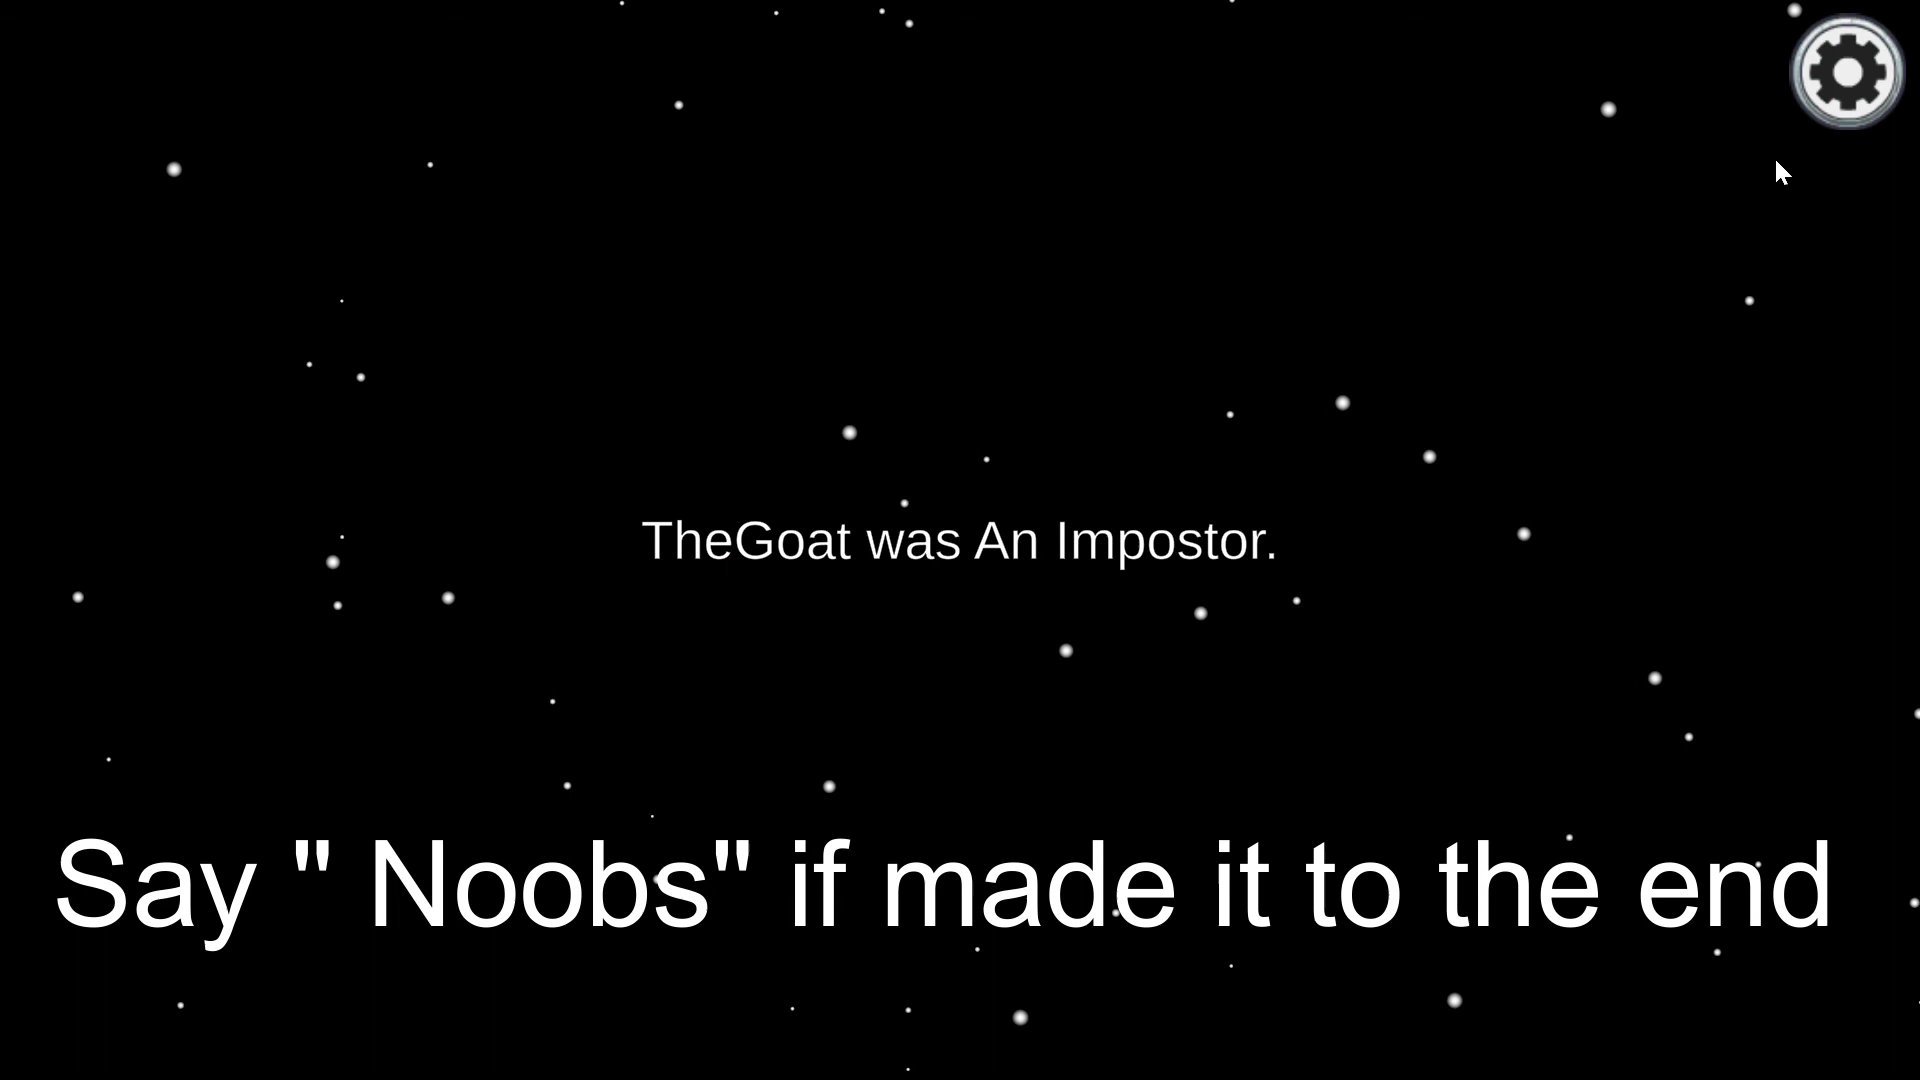 TheGoat was An Impostor.
Say " Noobs" if made it to the end